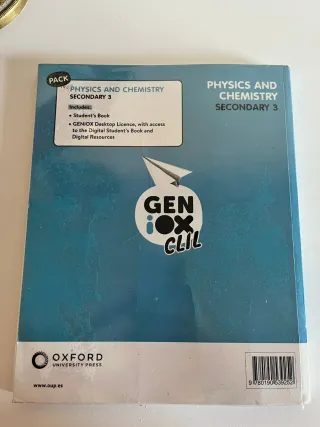 PACK
PHYSICS AND CHEMISTRY
SECONDARY 3
Includes:
• Student's Book
• GENiOX Desktop Licence, with access
to the Digital Student's Book and
Digital Resources
PHYSICS AND
CHEMISTRY
SECONDARY 3
GEN
iOX
CLIL
OXFORD
UNIVERSITY PRESS
www.oup.es